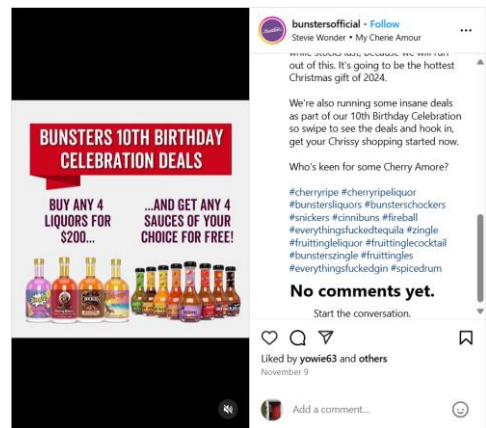 bunstersofficial • Follow
Stevie Wonder • My Cherie Amour
while stocks last, because we will run
out of this. It's going to be the hottest
Christmas gift of 2024.
We're also running some insane deals
as part of our 10th Birthday Celebration
so swipe to see the deals and hook in,
get your Chrissy shopping started now.
Who's keen for some Cherry Amore?
#cherryripe #cherryripeliquor
#bunstersliquors #bunsterschockers
#snickers #cinnibuns #fireball
#everythingsfuckedtequila #zingle
#fruittingleliquor #fruittinglecocktail
#bunsterszingle #fruittingles
#everythingsfuckedgin #spicedrum
No comments yet.
Start the conversation.
Liked by yowie63 and others
November 9
Add a comment...
BUNSTERS 10TH BIRTHDAY
CELEBRATION DEALS
BUY ANY 4
LIQUORS FOR
$200...
...AND GET ANY 4
SAUCES OF YOUR
CHOICE FOR FREE!